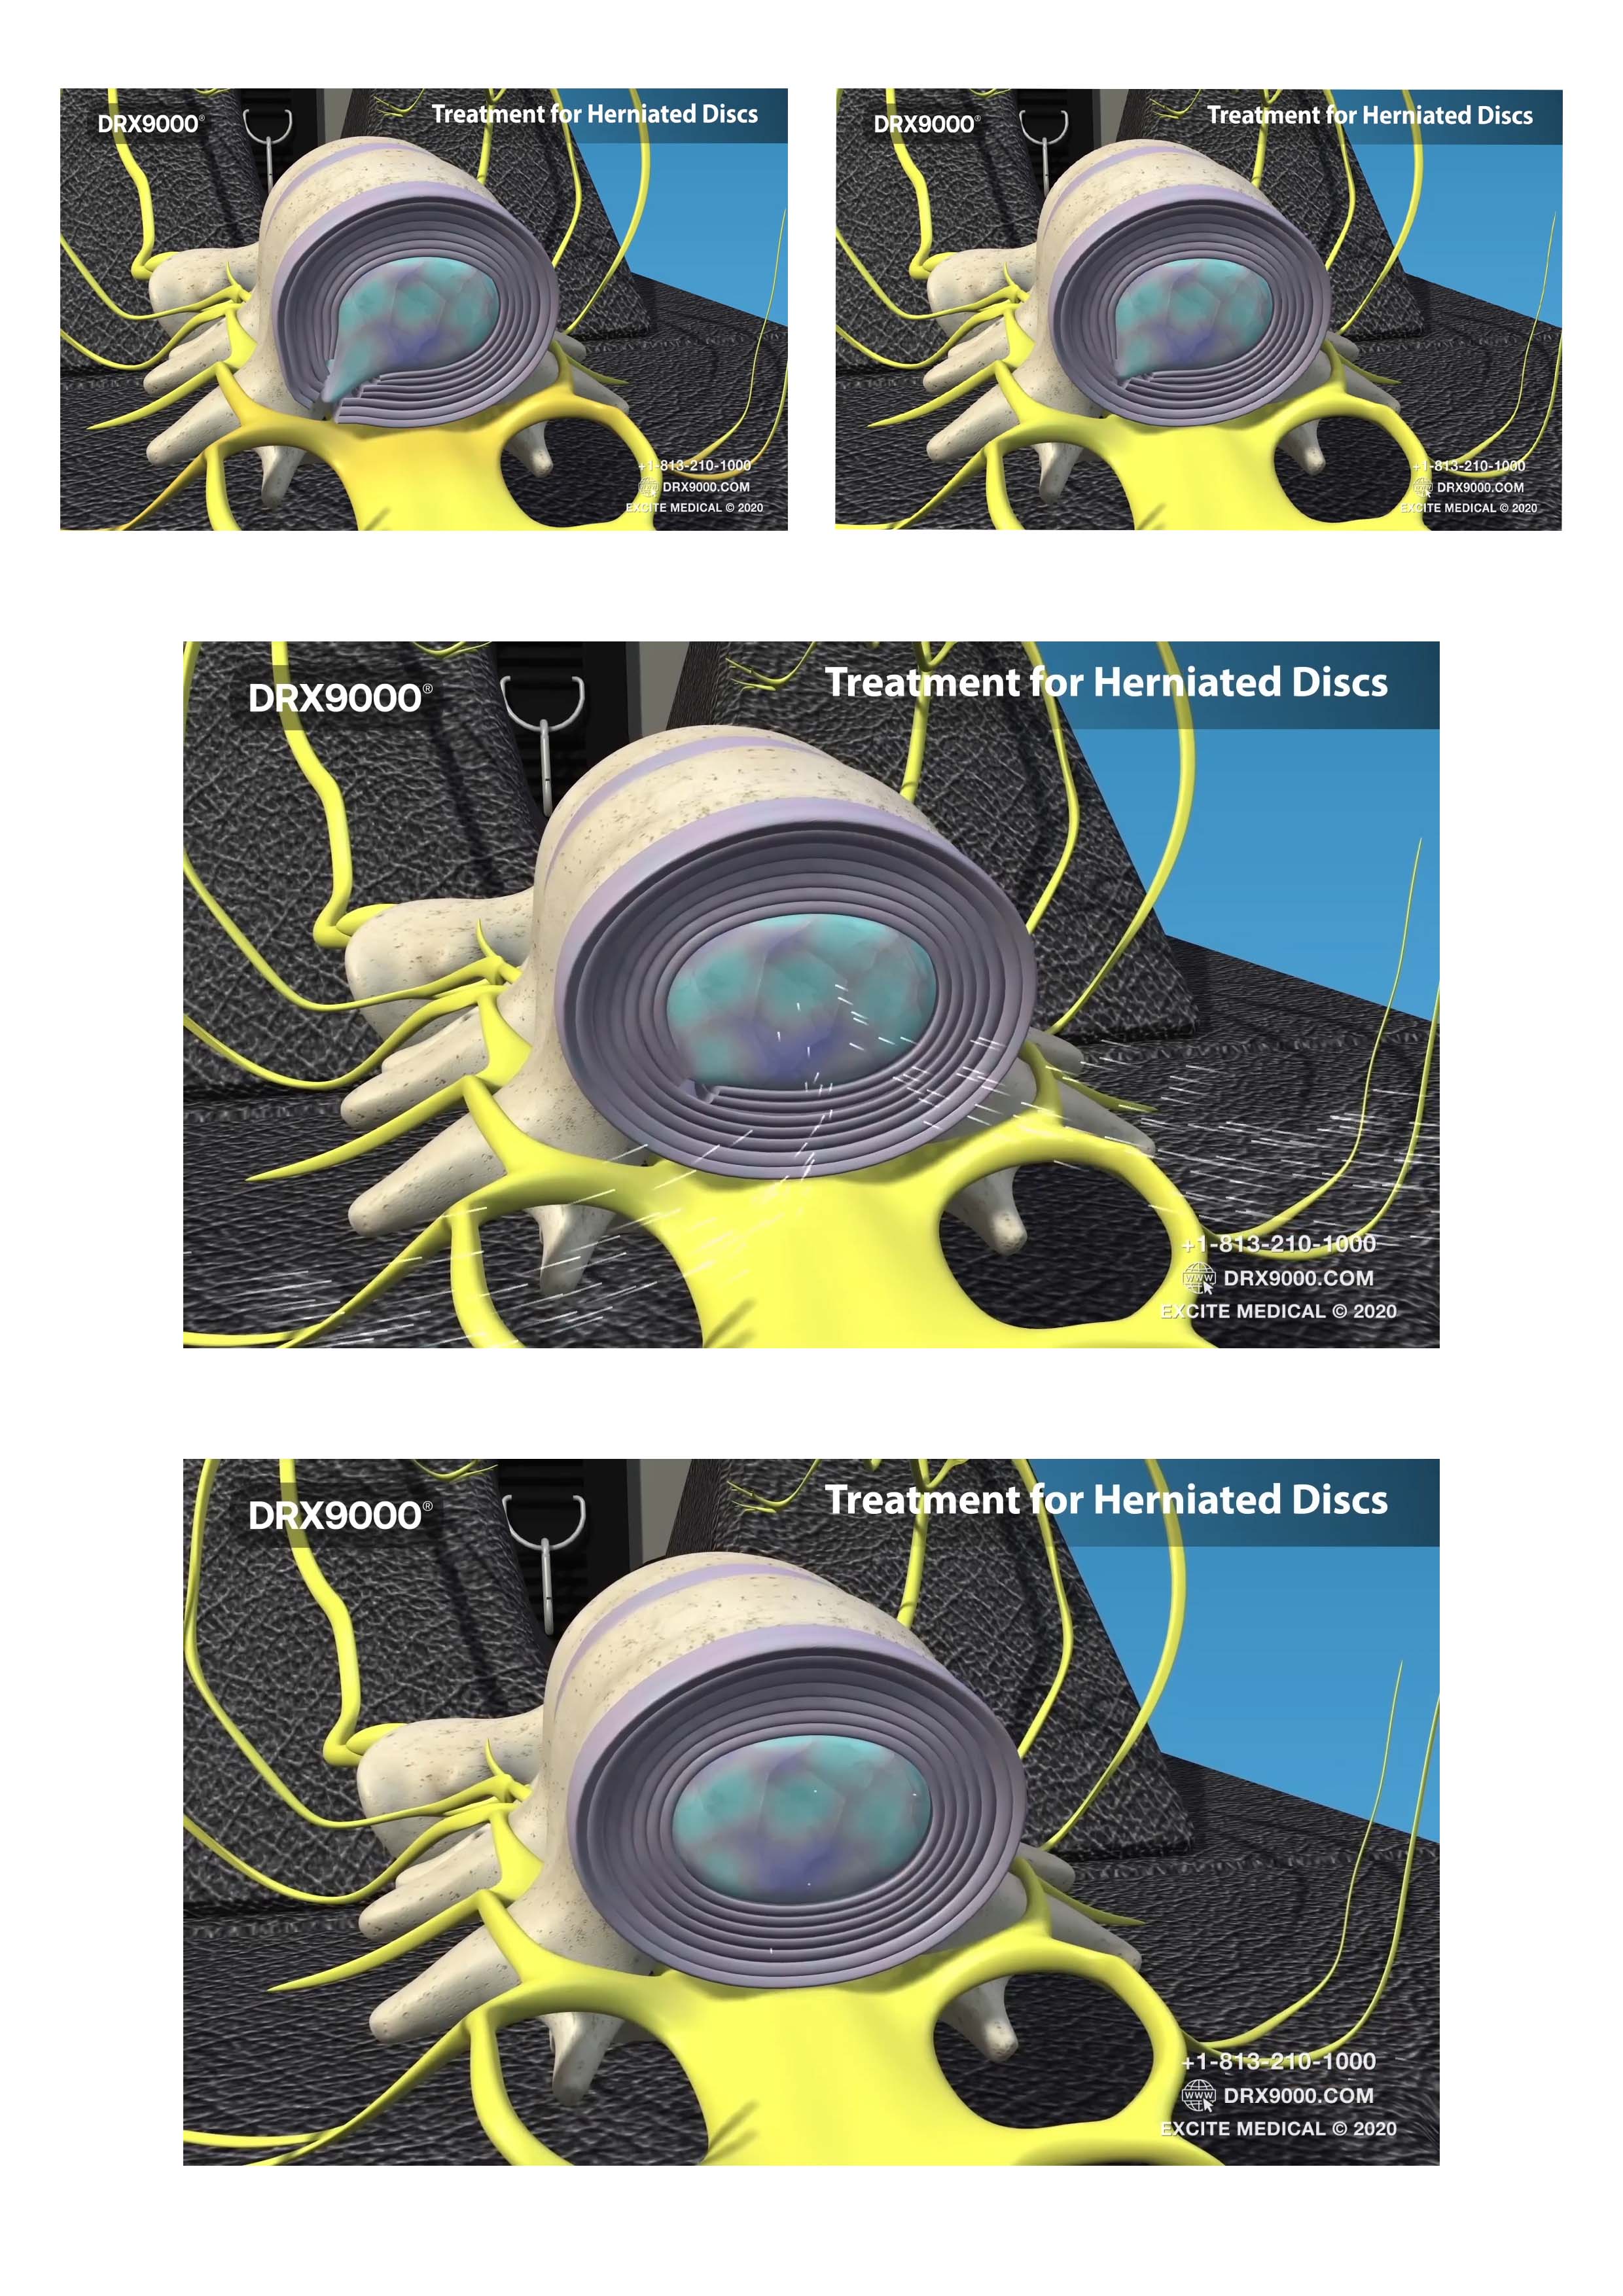 DRX9000®
Treatment for Herniated Discs
+1-813-210-1000
DRX9000.COM
EXCITE MEDICAL © 2020
DRX9000®
Treatment for Herniated Discs
+1-813-210-1000
DRX9000.COM
EXCITE MEDICAL © 2020
DRX9000®
Treatment for Herniated Discs
+1-813-210-1000
www DRX9000.COM
EXCITE MEDICAL © 2020
DRX9000®
Treatment for Herniated Discs
+1-813-210-1000
www DRX9000.COM
EXCITE MEDICAL © 2020